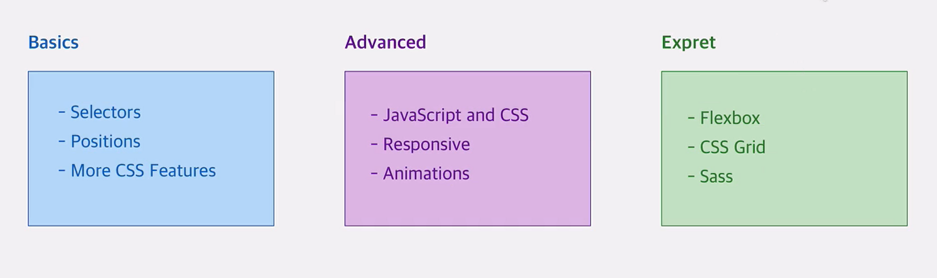 Basics
- Selectors
- Positions
- More CSS Features
Advanced
- JavaScript and CSS
- Responsive
- Animations
Expret
- Flexbox
- CSS Grid
- Sass